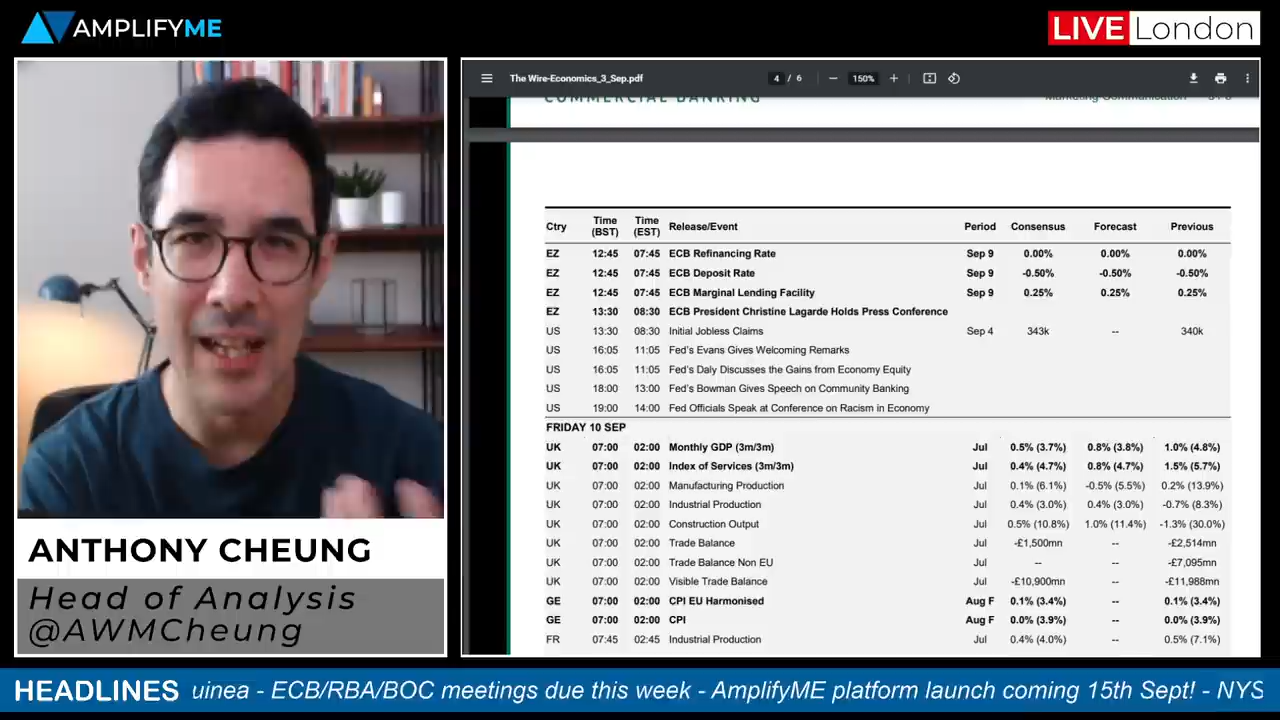 AMPLIFYME
LIVE London
The Wire-Economics_3_Sep.pdf
4 / 6
150%
COMMERCIAL BANKING
Marketing Communication
Ctry Time (BST) Time (EST) Release/Event Period Consensus Forecast Previous
EZ 12:45 07:45 ECB Refinancing Rate Sep 9 0.00% 0.00% 0.00%
EZ 12:45 07:45 ECB Deposit Rate Sep 9 -0.50% -0.50% -0.50%
EZ 12:45 07:45 ECB Marginal Lending Facility Sep 9 0.25% 0.25% 0.25%
EZ 13:30 08:30 ECB President Christine Lagarde Holds Press Conference
US 13:30 08:30 Initial Jobless Claims Sep 4 343k -- 340k
US 16:05 11:05 Fed's Evans Gives Welcoming Remarks
US 16:05 11:05 Fed's Daly Discusses the Gains from Economy Equity
US 18:00 13:00 Fed's Bowman Gives Speech on Community Banking
US 19:00 14:00 Fed Officials Speak at Conference on Racism in Economy
FRIDAY 10 SEP
UK 07:00 02:00 Monthly GDP (3m/3m) Jul 0.5% (3.7%) 0.8% (3.8%) 1.0% (4.8%)
UK 07:00 02:00 Index of Services (3m/3m) Jul 0.4% (4.7%) 0.8% (4.7%) 1.5% (5.7%)
UK 07:00 02:00 Manufacturing Production Jul 0.1% (6.1%) -0.5% (5.5%) 0.2% (13.9%)
UK 07:00 02:00 Industrial Production Jul 0.4% (3.0%) 0.4% (3.0%) -0.7% (8.3%)
UK 07:00 02:00 Construction Output Jul 0.5% (10.8%) 1.0% (11.4%) -1.3% (30.0%)
UK 07:00 02:00 Trade Balance Jul -£1,500mn -- -£2,514mn
UK 07:00 02:00 Trade Balance Non EU Jul -- -- -£7,095mn
UK 07:00 02:00 Visible Trade Balance Jul -£10,900mn -- -£11,988mn
GE 07:00 02:00 CPI EU Harmonised Aug F 0.1% (3.4%) -- 0.1% (3.4%)
GE 07:00 02:00 CPI Aug F 0.0% (3.9%) -- 0.0% (3.9%)
FR 07:45 02:45 Industrial Production Jul 0.4% (4.0%) -- 0.5% (7.1%)
ANTHONY CHEUNG
Head of Analysis
@AWMCheung
HEADLINES uinea - ECB/RBA/BOC meetings due this week - AmplifyME platform launch coming 15th Sept! - NYS